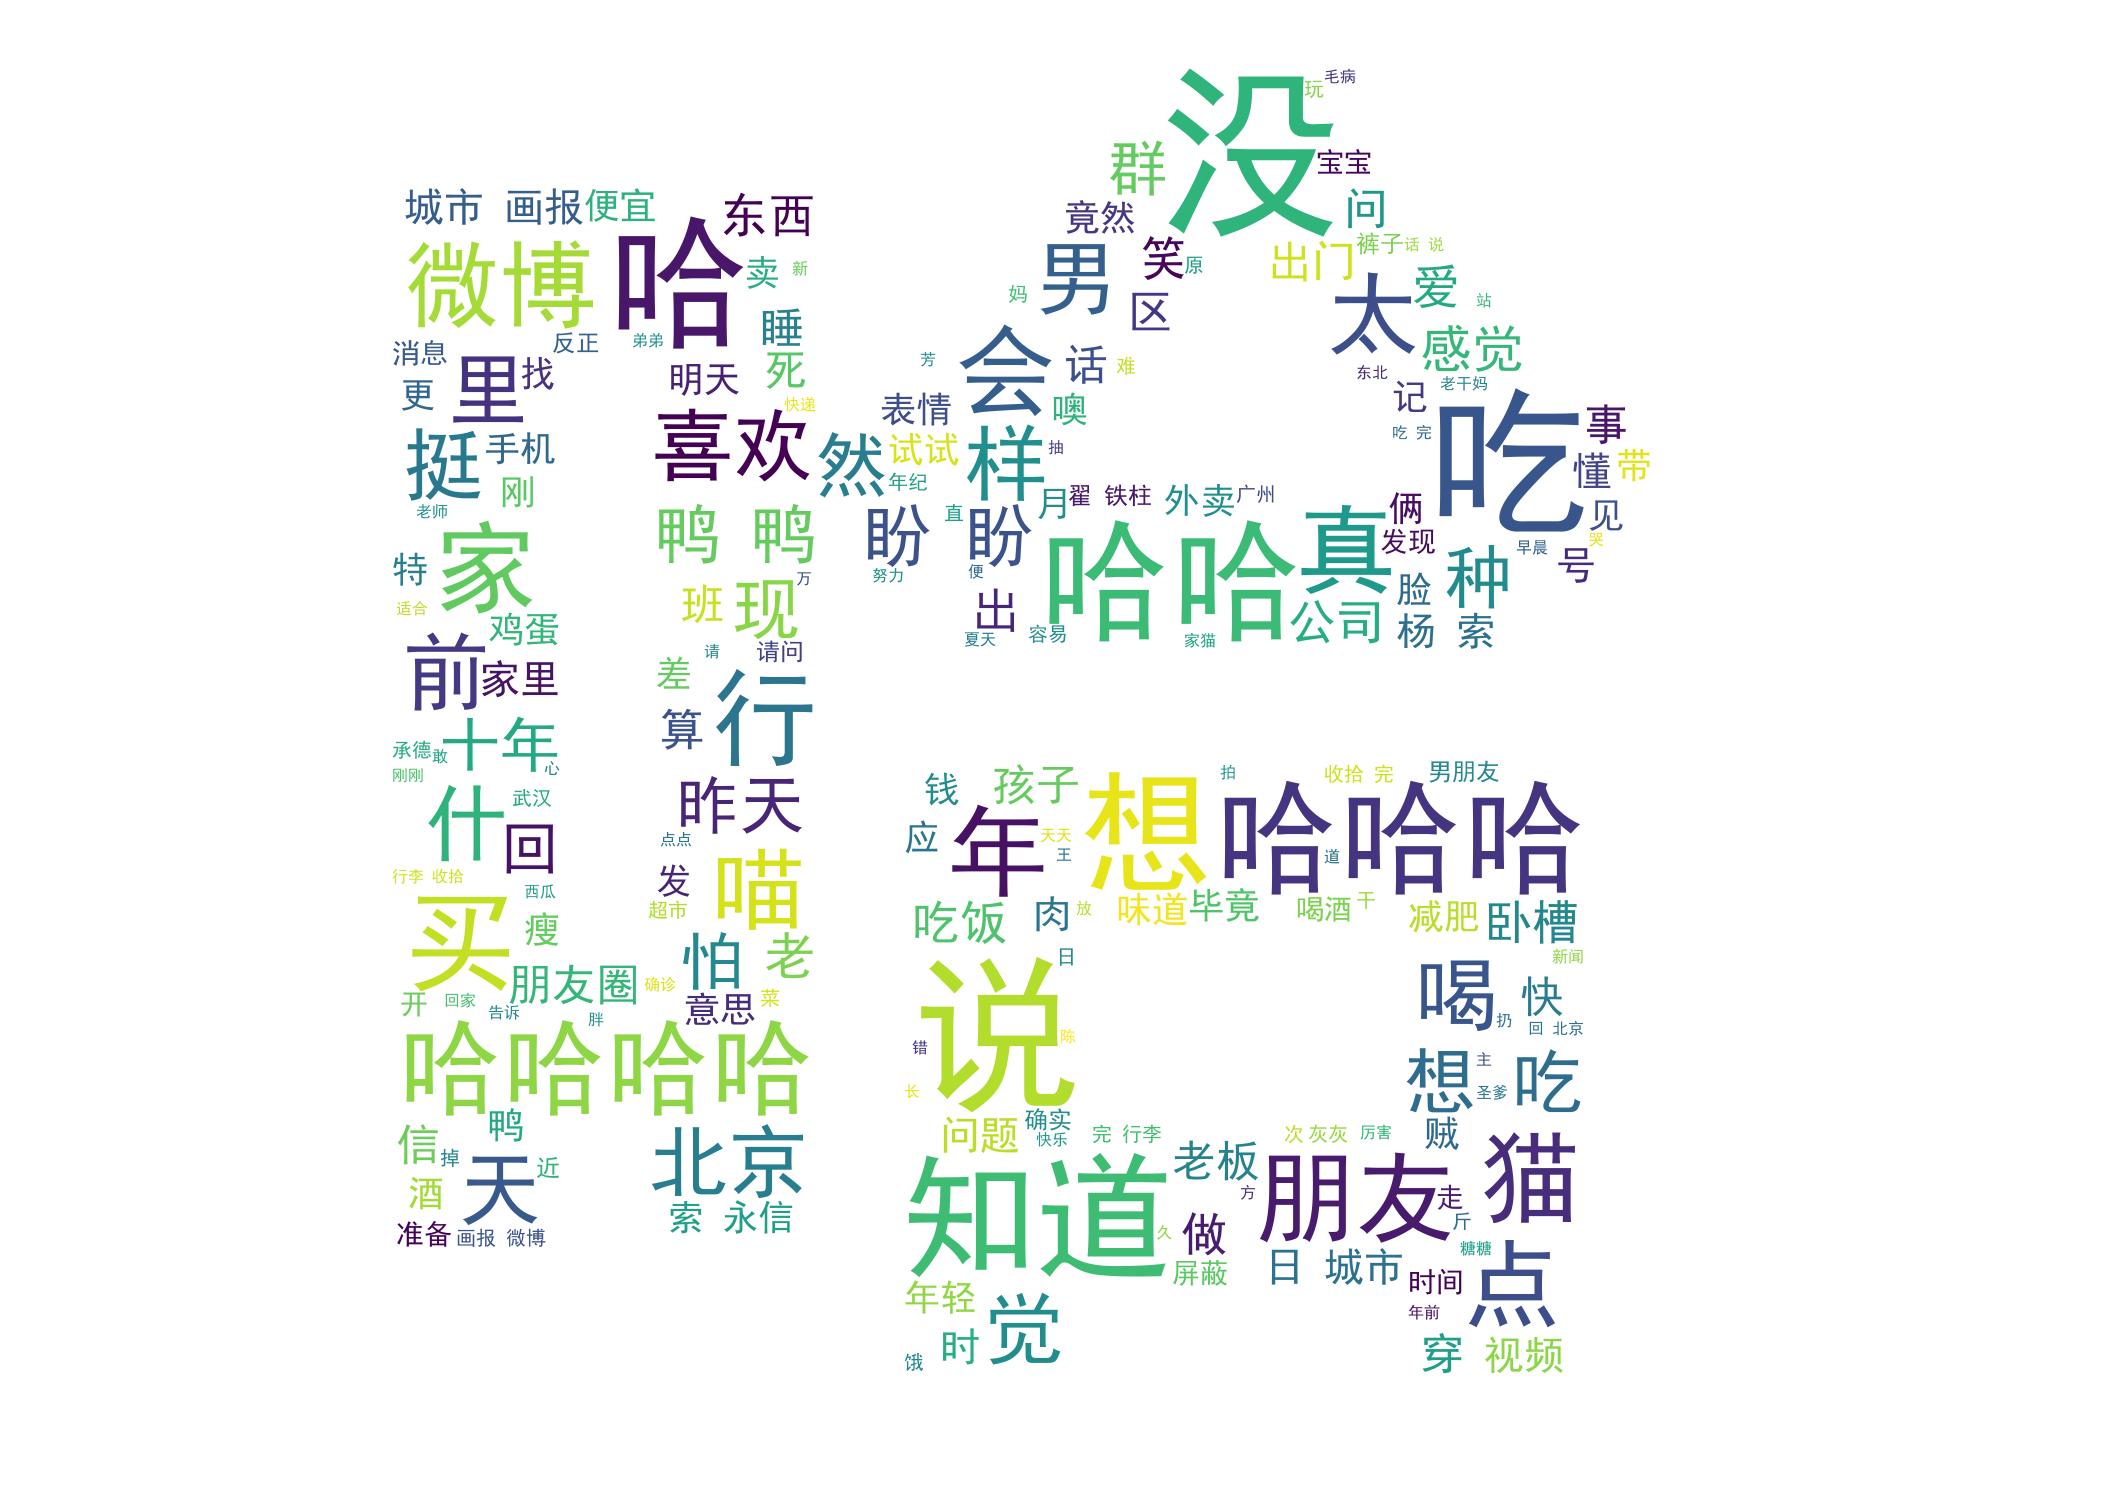 没
玩
毛病
群
宝宝
竟然
问
男
笑
原
出门
裤子
话 说
妈
区
太
爱
站
会
话
难
感觉
芳
东北
老干妈
表情
噢
记
吃
事
然
试试
样
抽
吃 完
懂
带
年纪
月
翟 铁柱
外卖
广州
俩
见
盼 盼
直
哈哈
真
发现
早晨
哭
号
努力
便
种
出
脸
夏天
容易
家猫
公司
杨
索
城市 画报
便宜
东西
微博
哈
卖
新
反正
弟弟
睡
消息
里
找
明天
死
更
快递
挺
手机
喜欢
刚
老师
鸭 鸭
家
特
适合
班
现
万
鸡蛋
前
家里
差
请
请问
行
算
承德
敢
十年
心
刚刚
昨天
什
武汉
回
点点
行李 收拾
西瓜
发
喵
超市
买
瘦
怕
老
朋友圈
确诊
菜
开
回家
告诉
胖
意思
哈哈哈哈
信
鸭
掉
近
北京
天
酒
索 永信
准备
画报 微博
钱
孩子
想
拍
收拾 完
男朋友
应
年
天天
王
哈哈哈
道
吃饭
肉
放
味道
毕竟
喝酒
干
减肥
卧槽
日
新闻
说
喝
快
扔
回 北京
错
陈
长
想 吃
主
圣爹
问题
确实
快乐
完 行李
老板
次 灰灰
厉害
贼
知道
朋友
猫
方
走
久
做
斤
屏蔽
日 城市
糖糖
点
时间
年前
年轻
觉
时
饿
穿
视频